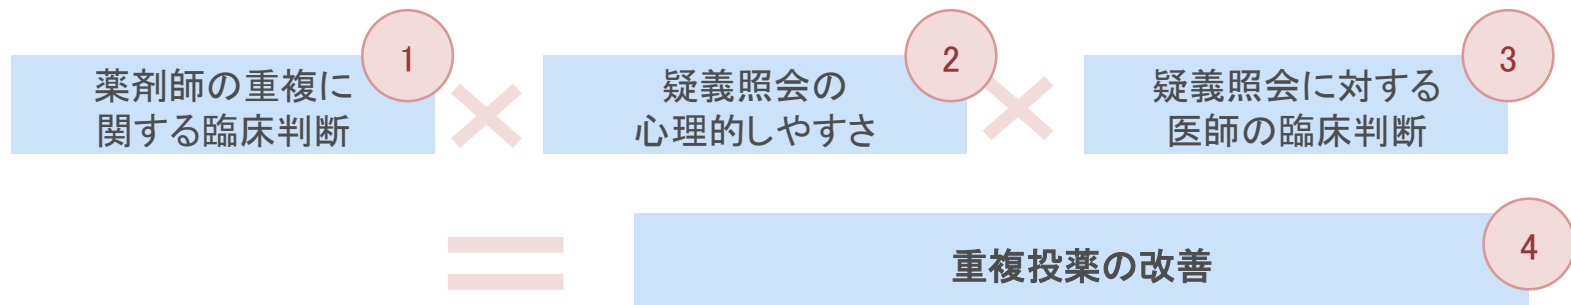 1
薬剤師の重複に
関する臨床判断
×
2
疑義照会の
心理的しやすさ
×
3
疑義照会に対する
医師の臨床判断
=
4
重複投薬の改善